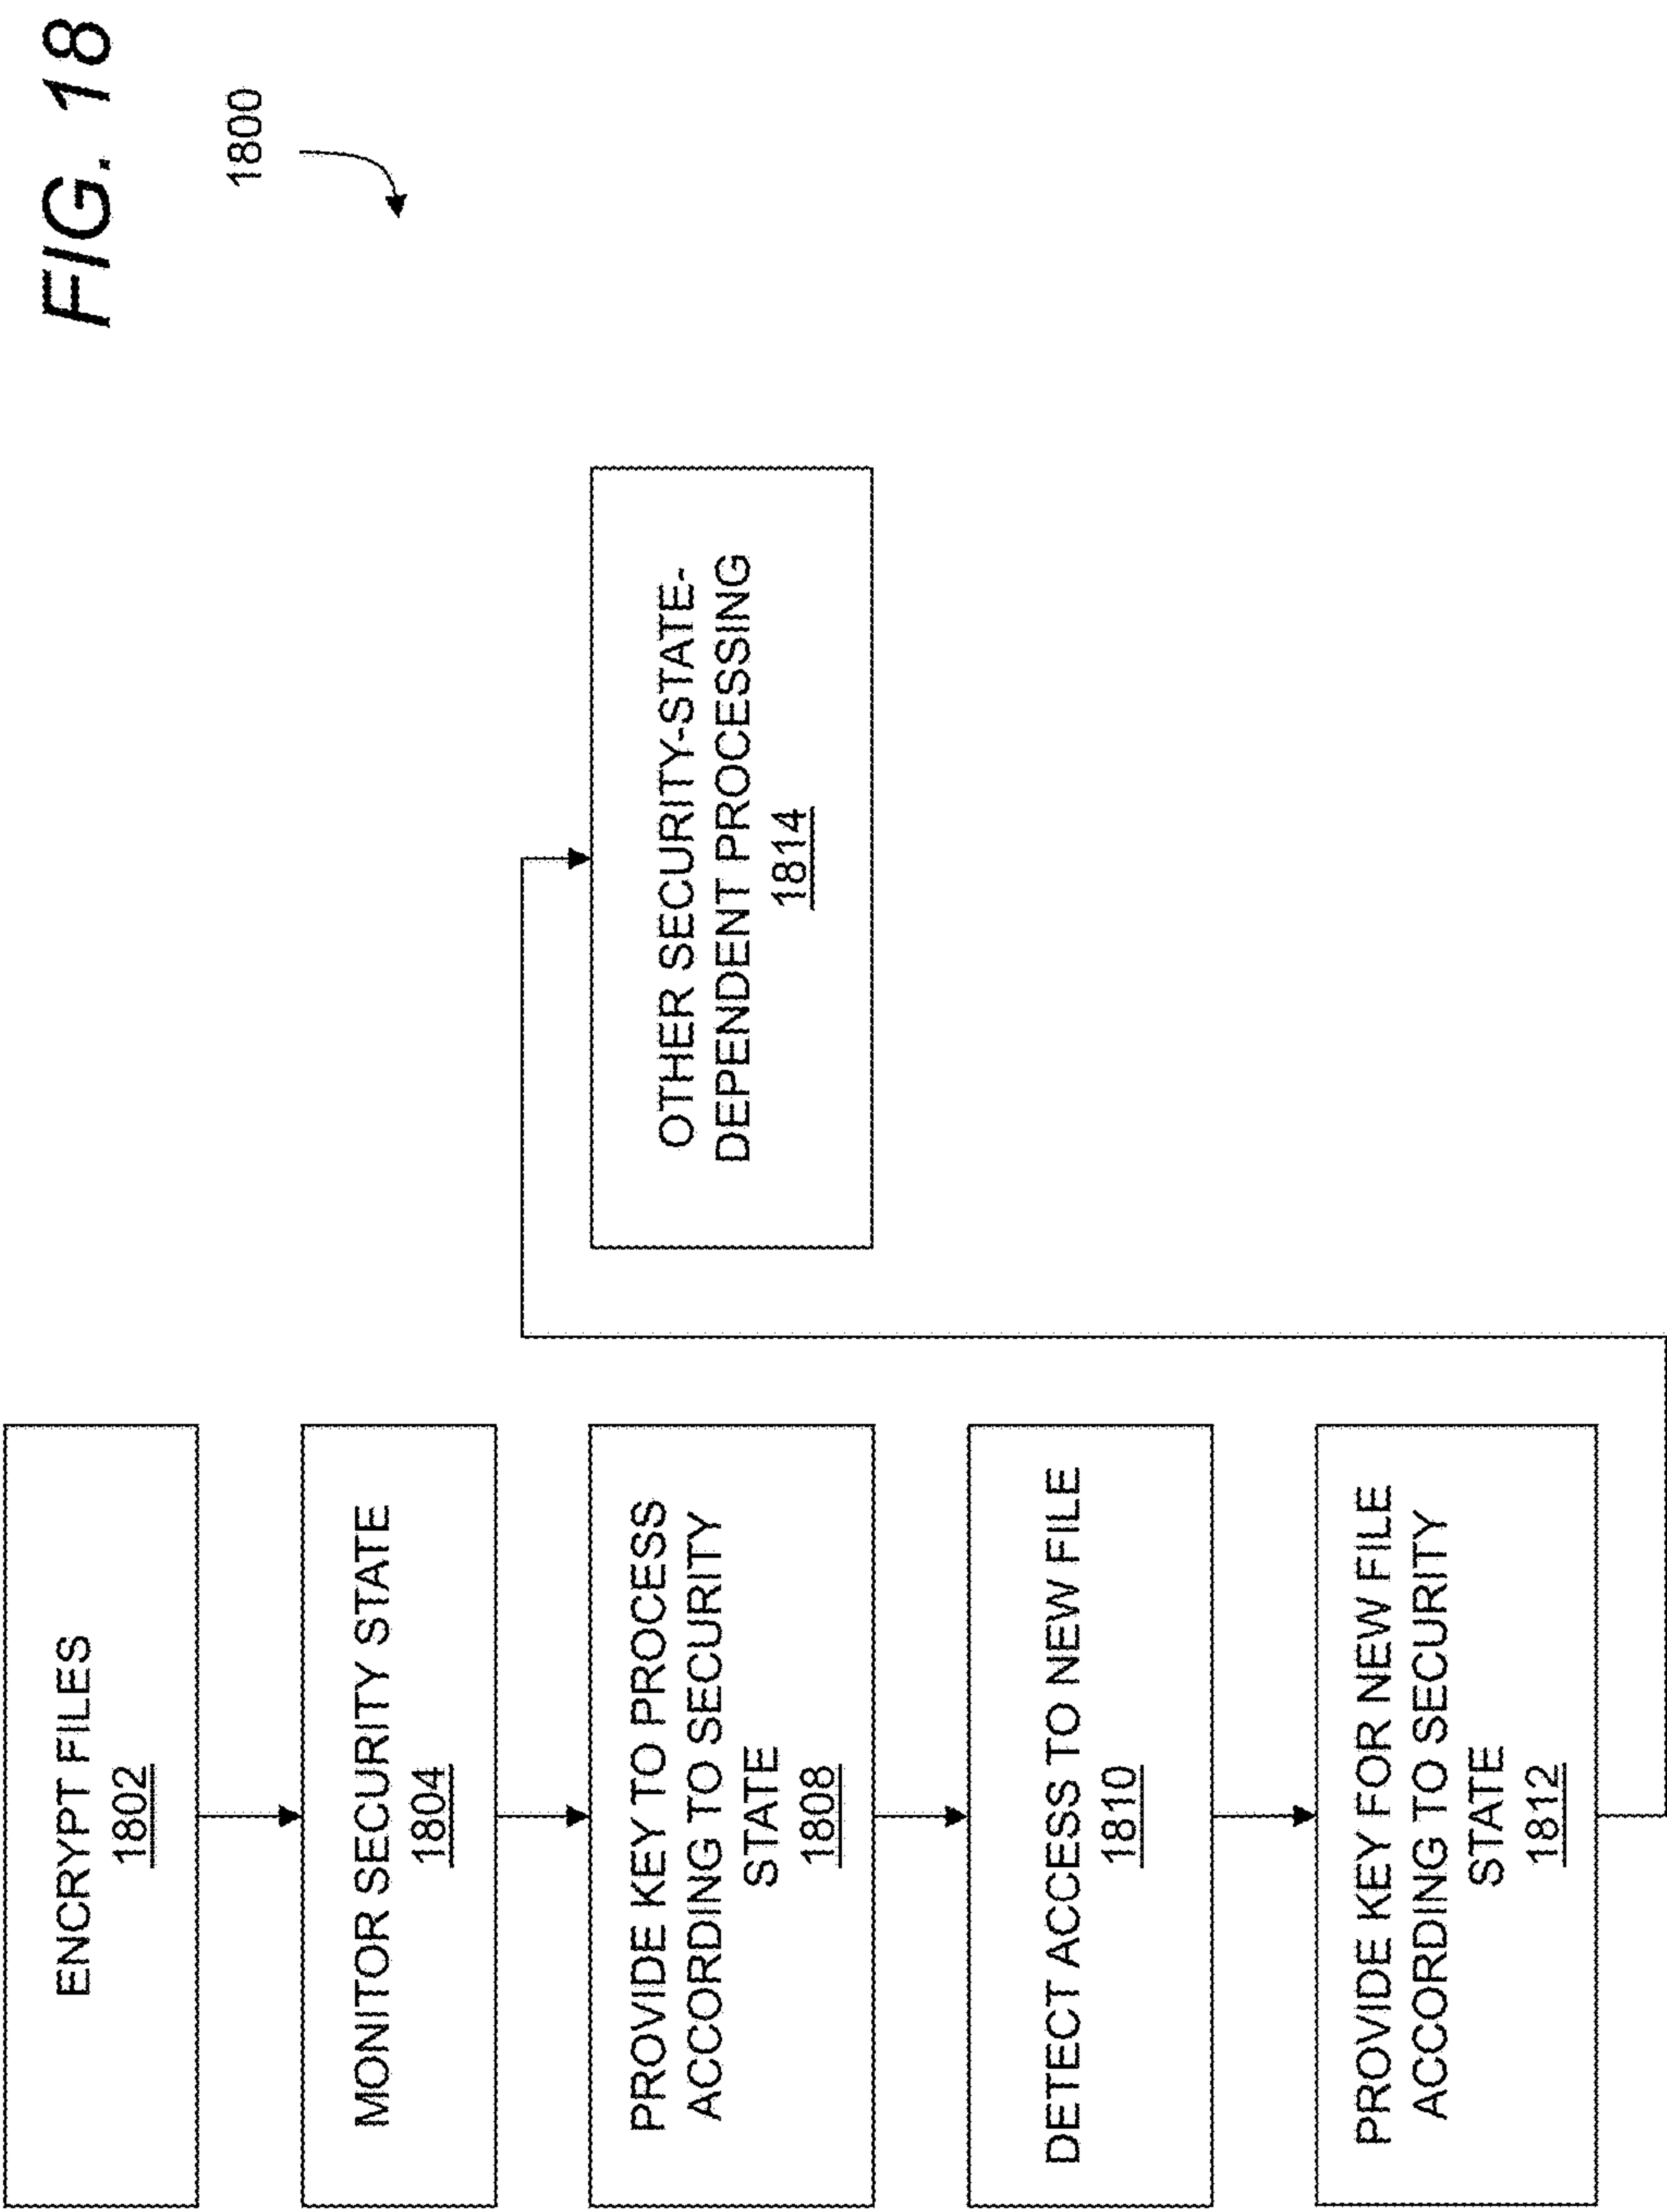 FIG. 18
1800
ENCRYPT FILES
1802
MONITOR SECURITY STATE
1804
PROVIDE KEY TO PROCESS
ACCORDING TO SECURITY
STATE
1808
DETECT ACCESS TO NEW FILE
1810
PROVIDE KEY FOR NEW FILE
ACCORDING TO SECURITY
STATE
1812
OTHER SECURITY-STATE-
DEPENDENT PROCESSING
1814